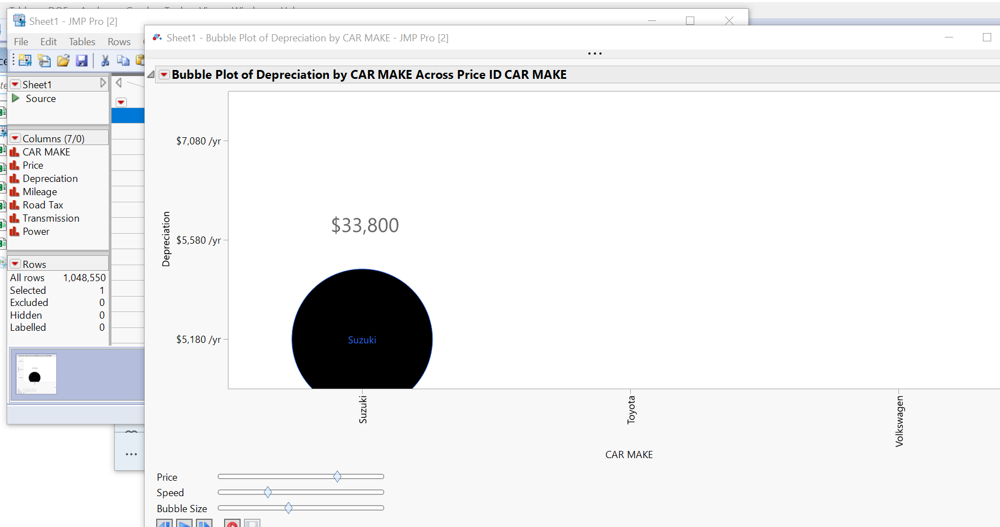 Sheet1 - JMP Pro [2]
File Edit Tables Rows
Sheet1
Source
Columns (7/0)
CAR MAKE
Price
Depreciation
Mileage
Road Tax
Transmission
Power
Rows
All rows 1,048,550
Selected 1
Excluded 0
Hidden 0
Labelled 0
Sheet1 - Bubble Plot of Depreciation by CAR MAKE - JMP Pro [2]
Bubble Plot of Depreciation by CAR MAKE Across Price ID CAR MAKE
$7,080 /yr
$33,800
$5,580 /yr
Depreciation
$5,180 /yr
Suzuki
Suzuki
Toyota
Volkswagen
CAR MAKE
Price
Speed
Bubble Size